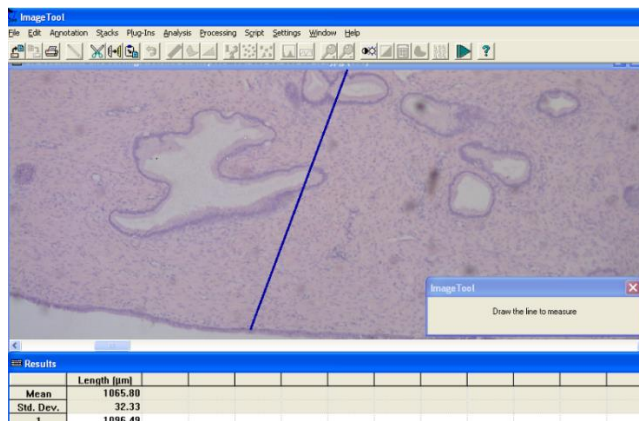 ImageTool
File Edit Annotation Stacks Plug-Ins Analysis Processing Script Settings Window Help
ImageTool
Draw the line to measure
Results
Length [µm]
Mean 1065.80
Std. Dev. 32.33
1 1096.49